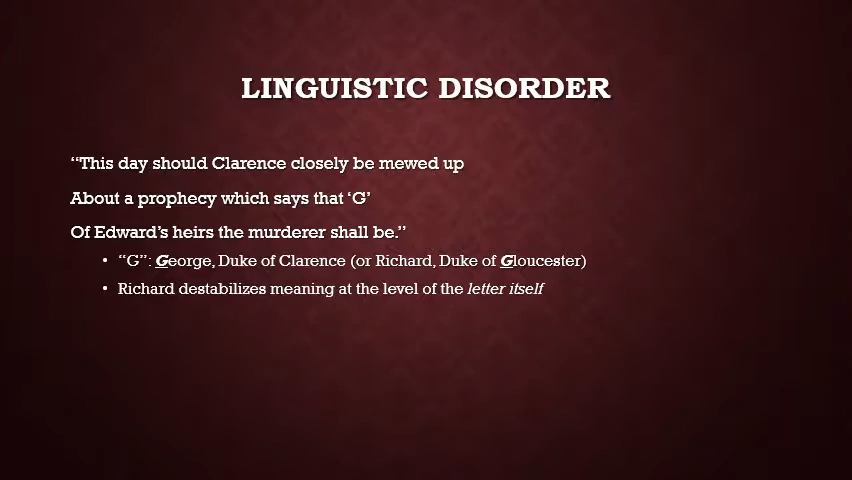 LINGUISTIC DISORDER
“This day should Clarence closely be mewed up
About a prophecy which says that ‘G’
Of Edward’s heirs the murderer shall be.”
• “G”: George, Duke of Clarence (or Richard, Duke of Gloucester)
• Richard destabilizes meaning at the level of the letter itself